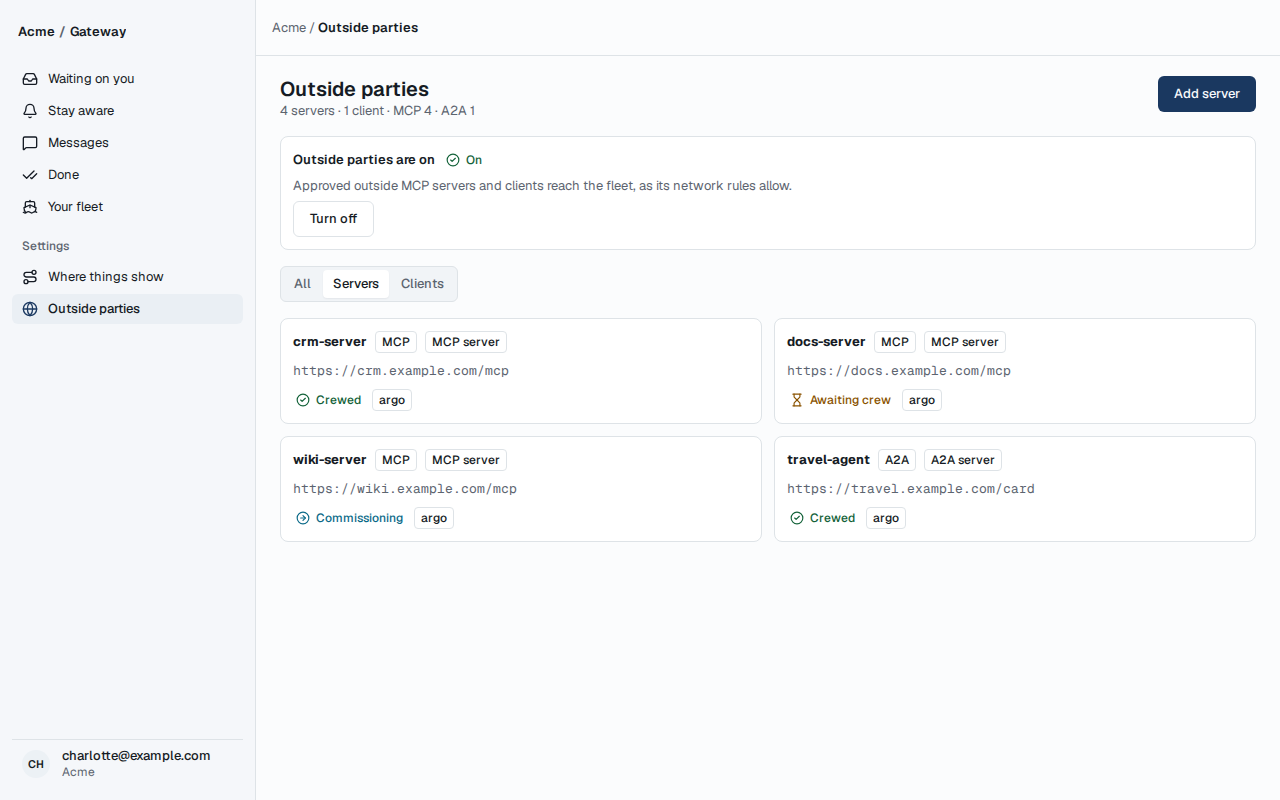 Acme / Gateway
Waiting on you
Stay aware
Messages
Done
Your fleet
Settings
Where things show
Outside parties
CH
charlotte@example.com
Acme
Acme / Outside parties
Outside parties
4 servers · 1 client · MCP 4 · A2A 1
Add server
Outside parties are on On
Approved outside MCP servers and clients reach the fleet, as its network rules allow.
Turn off
All Servers Clients
crm-server MCP MCP server
https://crm.example.com/mcp
Crewed argo
docs-server MCP MCP server
https://docs.example.com/mcp
Awaiting crew argo
wiki-server MCP MCP server
https://wiki.example.com/mcp
Commissioning argo
travel-agent A2A A2A server
https://travel.example.com/card
Crewed argo